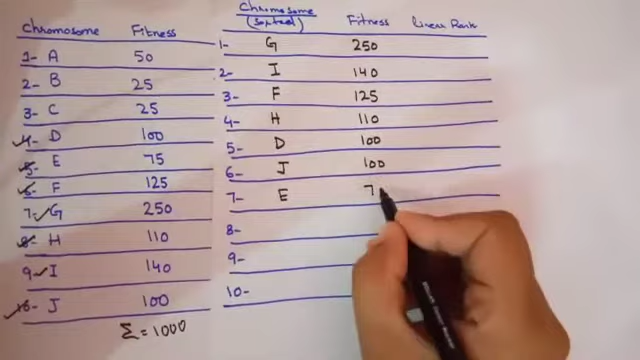 Chromosome Fitness
1- A 50
2- B 25
3- C 25
4- D 100
5- E 75
6- F 125
7- G 250
8- H 110
9- I 140
10- J 100
Σ = 1000
Chromosome (sorted) Fitness Linear Rank
1- G 250
2- I 140
3- F 125
4- H 110
5- D 100
6- J 100
7- E 7
8-
9-
10-